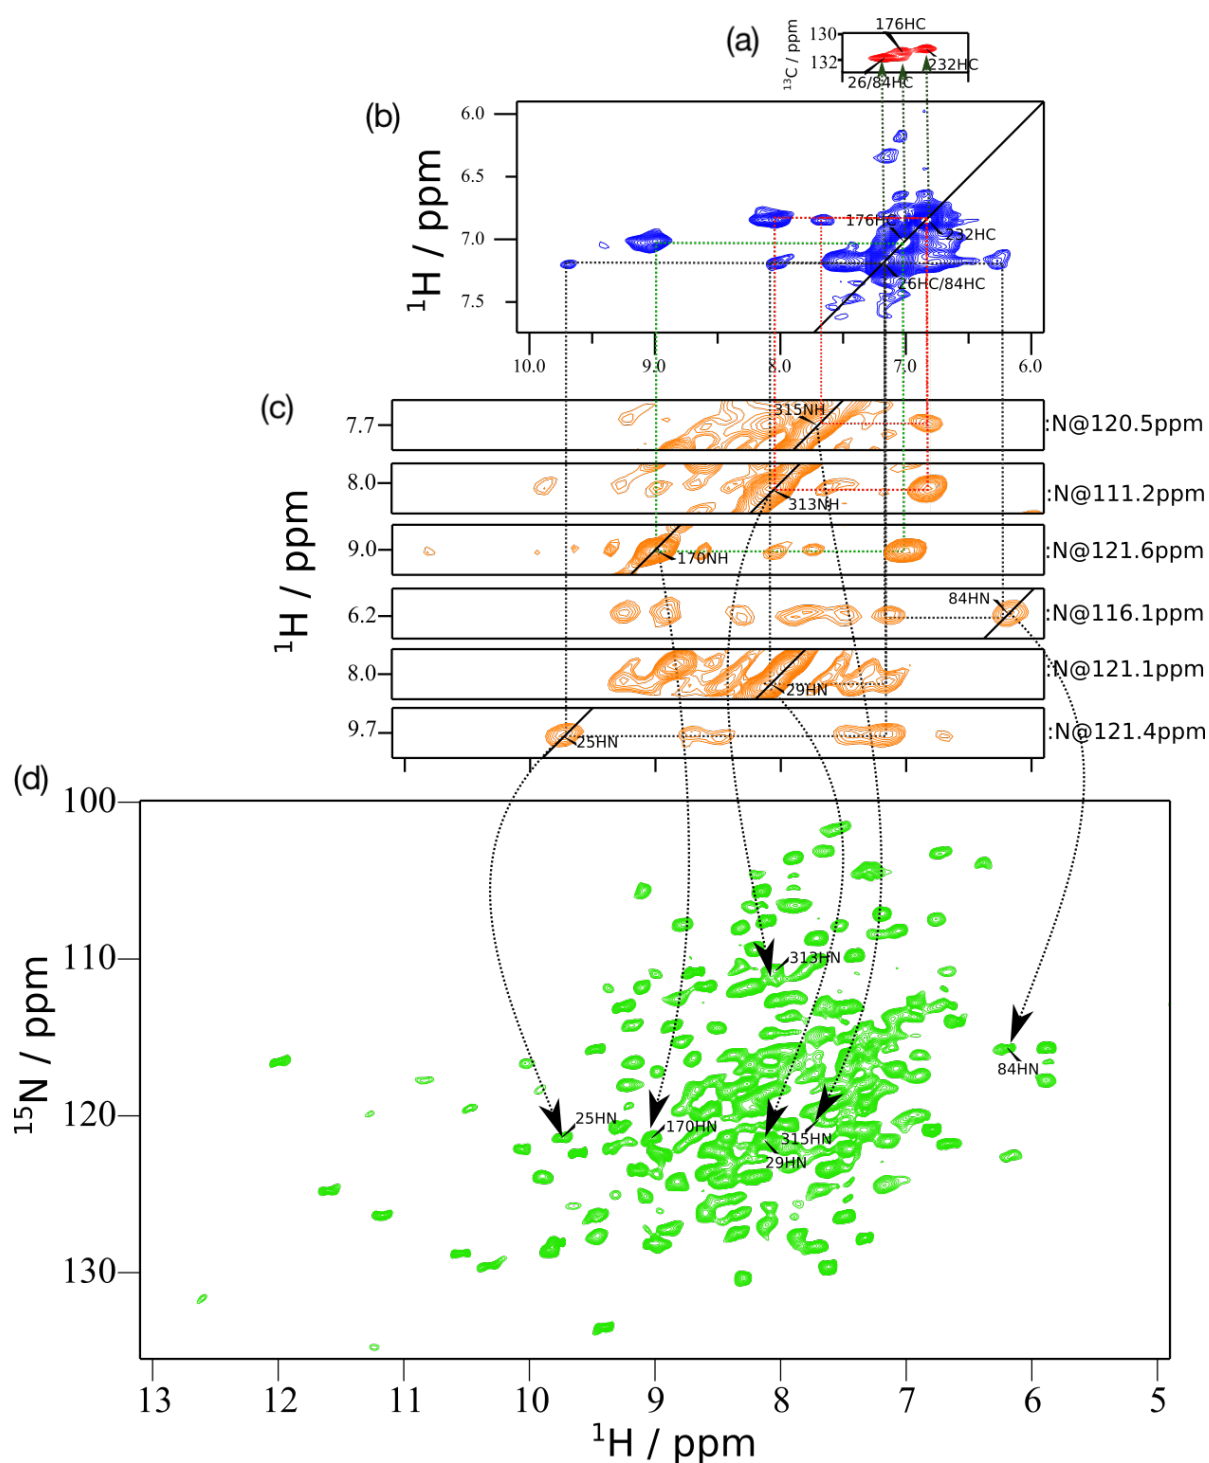 (a)
176HC
130
132
13C / ppm
232HC
26/84HC
(b)
6.0
6.5
7.0
7.5
1H / ppm
176HC
232HC
26HC/84HC
10.0 9.0 8.0 7.0 6.0
(c)
7.7
315NH
:N@120.5ppm
8.0
313NH
:N@111.2ppm
9.0
170NH
:N@121.6ppm
1H / ppm
6.2
84HN
:N@116.1ppm
8.0
29HN
:N@121.1ppm
9.7
25HN
:N@121.4ppm
(d)
100
110
120
130
15N / ppm
313HN
84HN
25HN
170HN
315HN
29HN
13 12 11 10 9 8 7 6 5
1H / ppm